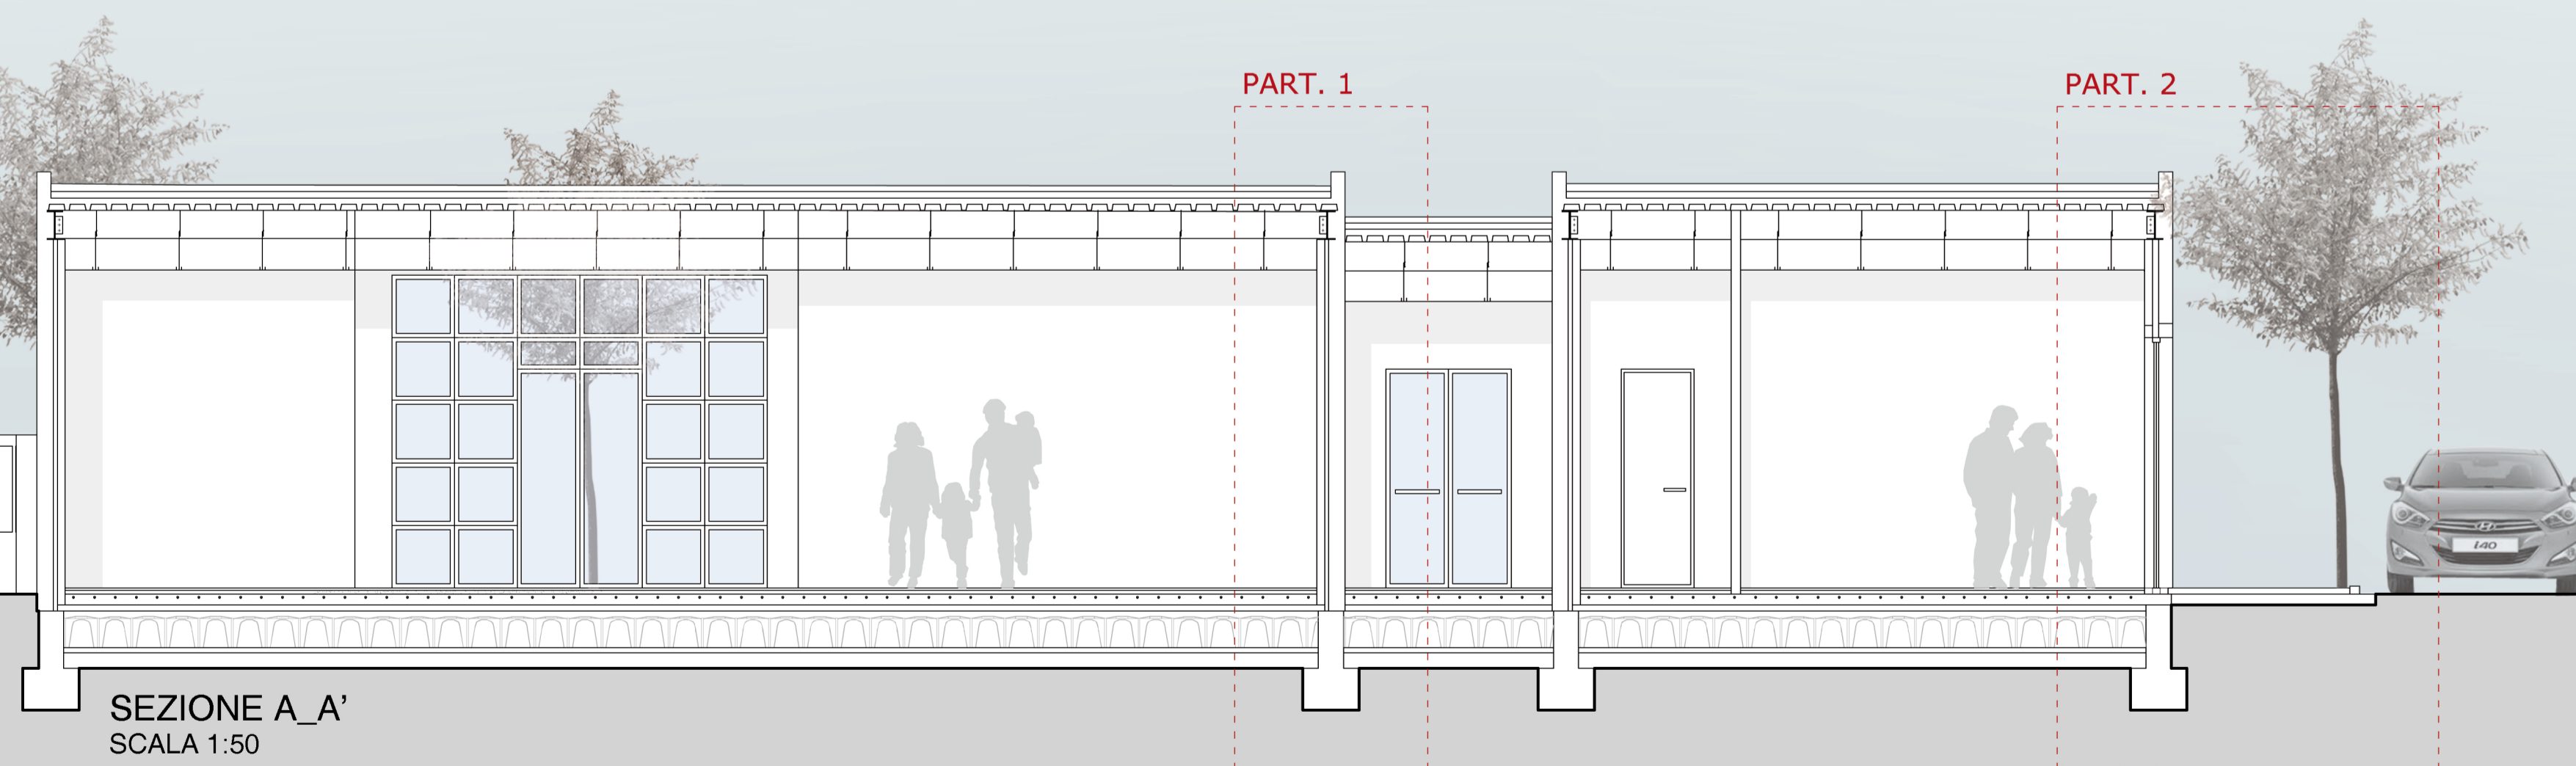 PART. 1
PART. 2
i40
SEZIONE A_A’
SCALA 1:50